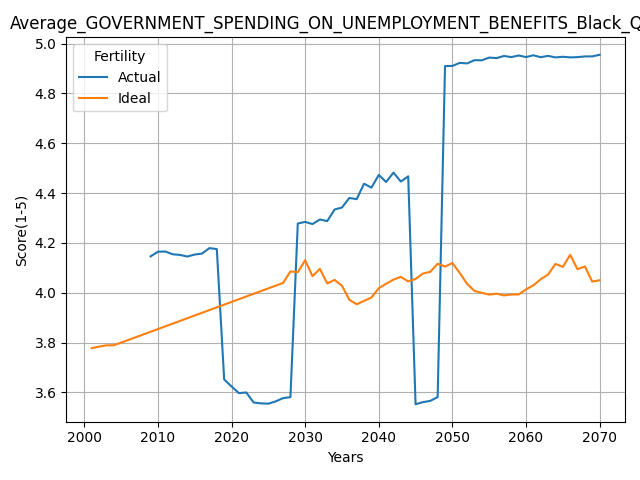 Average_GOVERNMENT_SPENDING_ON_UNEMPLOYMENT_BENEFITS_Black_Q
Fertility
Actual
Ideal
Score(1-5)
5.0
4.8
4.6
4.4
4.2
4.0
3.8
3.6
2000 2010 2020 2030 2040 2050 2060 2070
Years